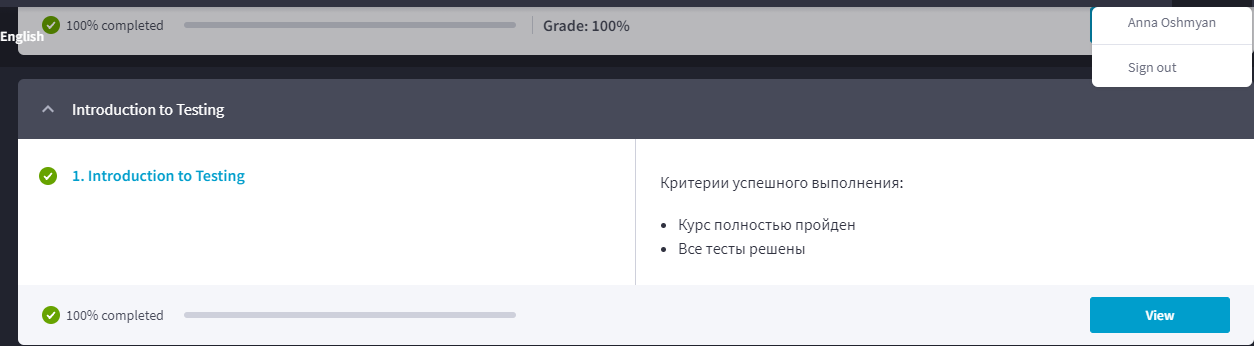 100% completed
Grade: 100%
English
Anna Oshmyan
Sign out
Introduction to Testing
1. Introduction to Testing
Критерии успешного выполнения:
• Курс полностью пройден
• Все тесты решены
100% completed
View